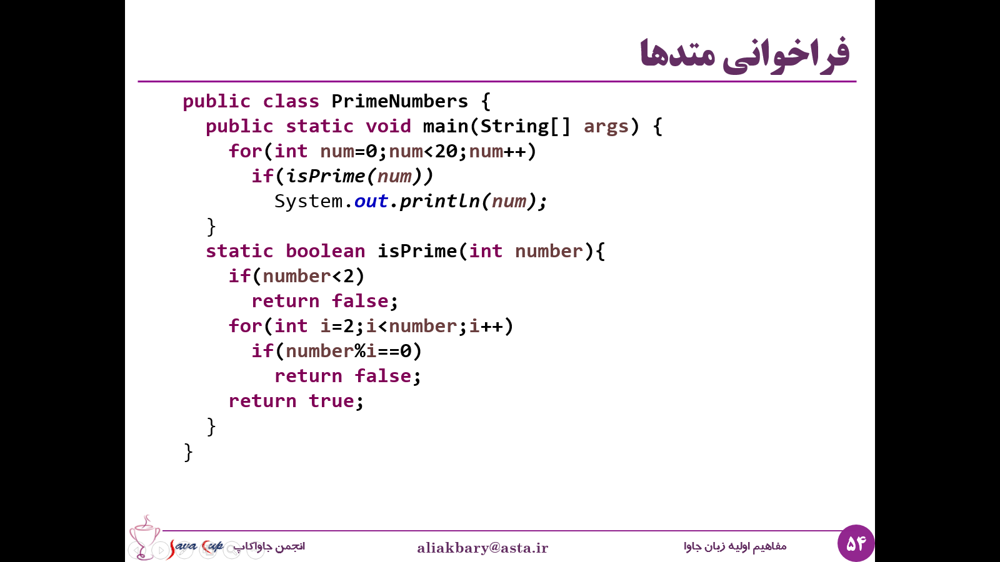 فراخوانی متدها
public class PrimeNumbers {
public static void main(String[] args) {
for(int num=0;num<20;num++)
if(isPrime(num))
System.out.println(num);
}
static boolean isPrime(int number){
if(number<2)
return false;
for(int i=2;i<number;i++)
if(number%i==0)
return false;
return true;
}
}
Java Cup انجمن جاواکاپ
aliakbary@asta.ir
مفاهیم اولیه زبان جاوا
۵۴